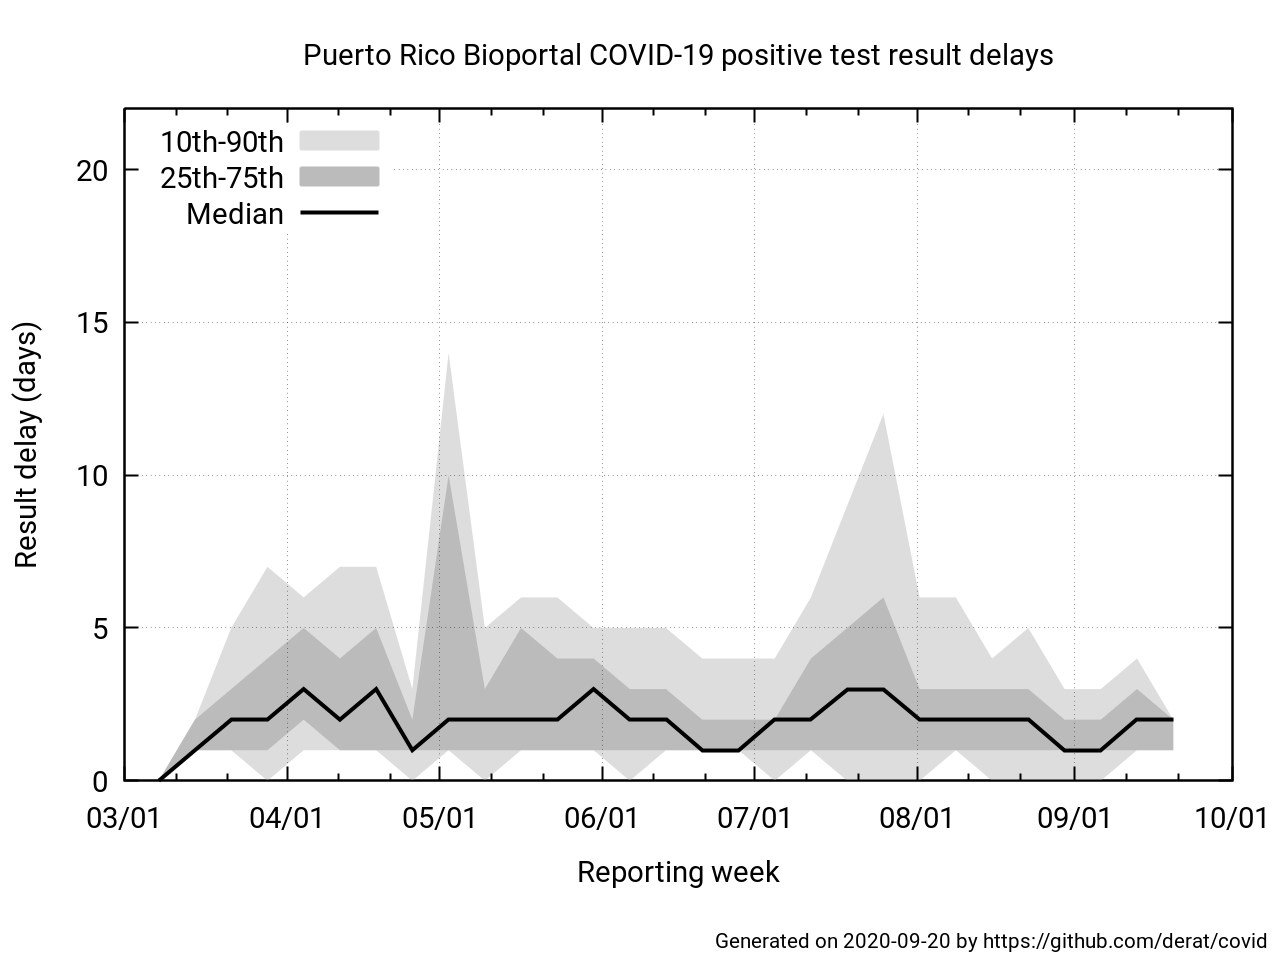 Puerto Rico Bioportal COVID-19 positive test result delays
10th-90th
25th-75th
Median
20
15
10
5
0
Result delay (days)
03/01 04/01 05/01 06/01 07/01 08/01 09/01 10/01
Reporting week
Generated on 2020-09-20 by https://github.com/derat/covid